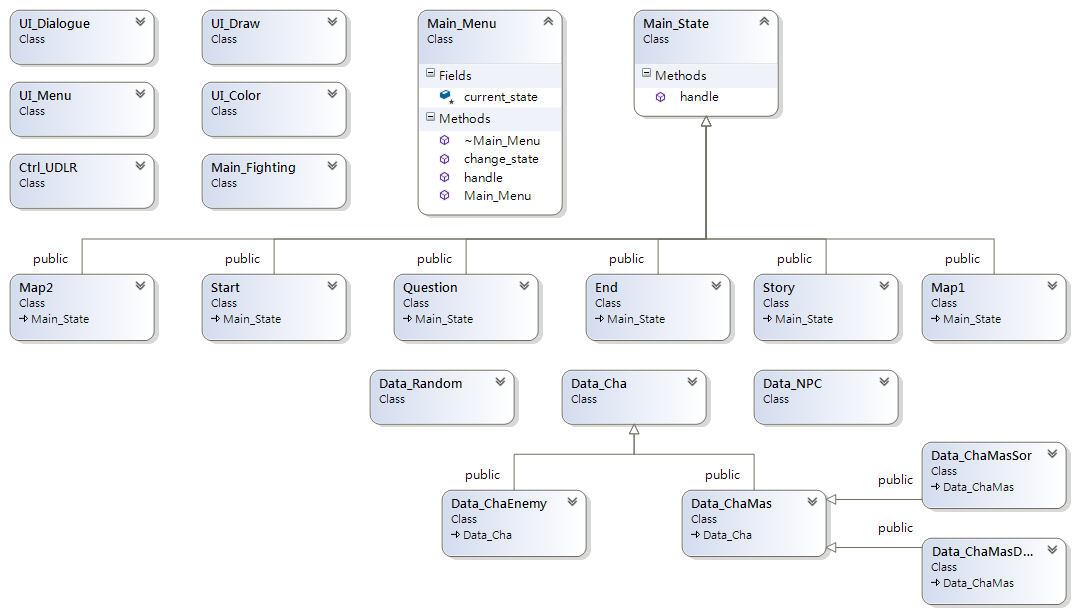 UI_Dialogue
Class
UI_Draw
Class
Main_Menu
Class
Fields
current_state
Methods
~Main_Menu
change_state
handle
Main_Menu
Main_State
Class
Methods
handle
UI_Menu
Class
UI_Color
Class
Ctrl_UDLR
Class
Main_Fighting
Class
public
public
public
public
public
public
Map2
Class
Main_State
Start
Class
Main_State
Question
Class
Main_State
End
Class
Main_State
Story
Class
Main_State
Map1
Class
Main_State
Data_Random
Class
Data_Cha
Class
Data_NPC
Class
public
public
Data_ChaEnemy
Class
Data_Cha
Data_ChaMas
Class
Data_Cha
public
Data_ChaMasSor
Class
Data_ChaMas
public
Data_ChaMasD...
Class
Data_ChaMas